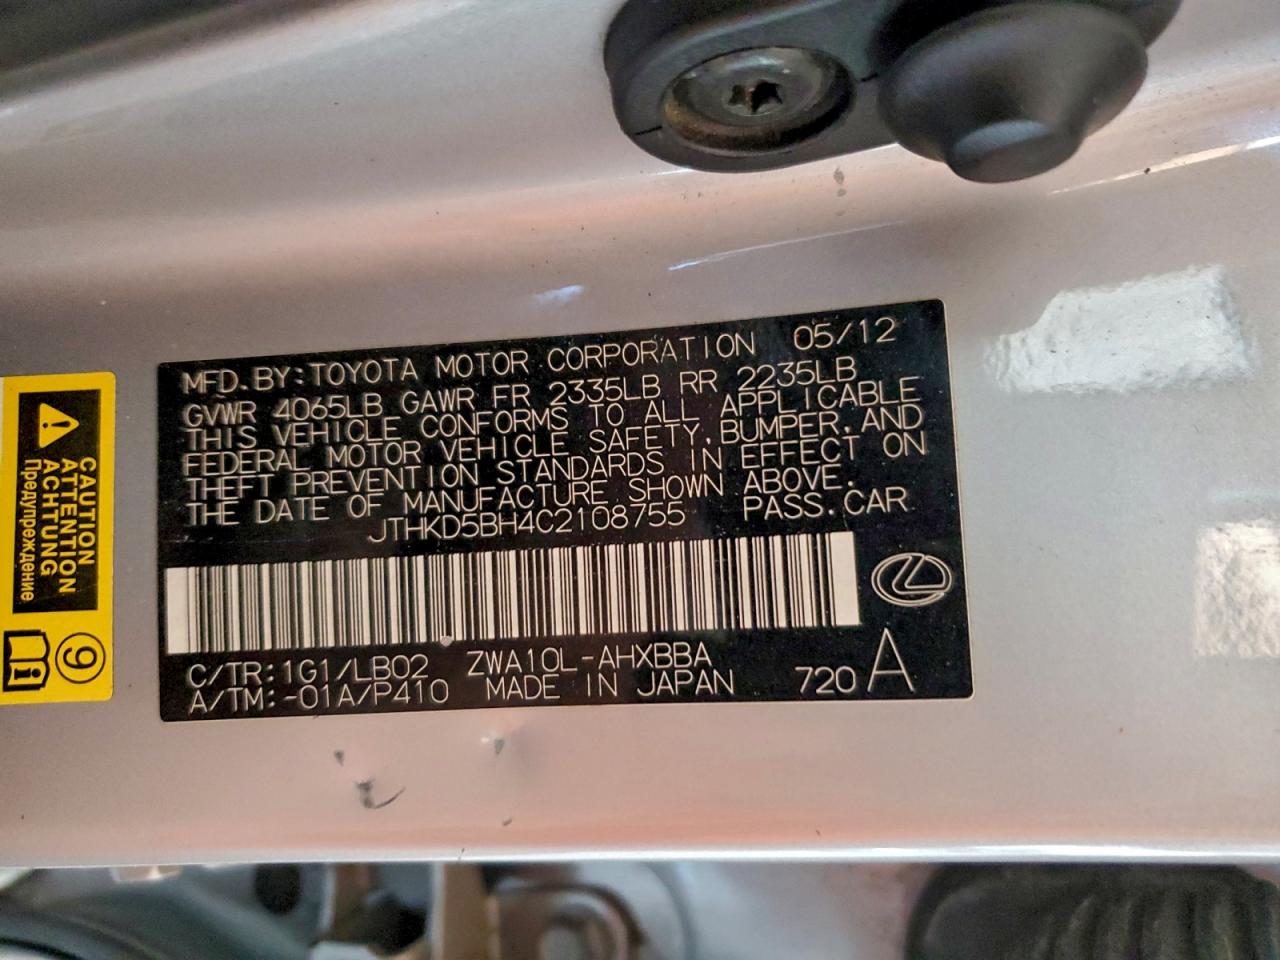 MFD. BY: TOYOTA MOTOR CORPORATION 05/12
GVWR 4065LB GAWR FR 2335LB RR 2235LB
THIS VEHICLE CONFORMS TO ALL APPLICABLE
FEDERAL MOTOR VEHICLE SAFETY, BUMPER, AND
THEFT PREVENTION STANDARDS IN EFFECT ON
THE DATE OF MANUFACTURE SHOWN ABOVE.
JTHKD5BH4C2108755 PASS. CAR
C/TR: 1G1/LB02 ZWA10L-AHXBBA
A/TM: -01A/P410 MADE IN JAPAN 720 A
CAUTION
ATTENTION
ACHTUNG
Предупреждение
9